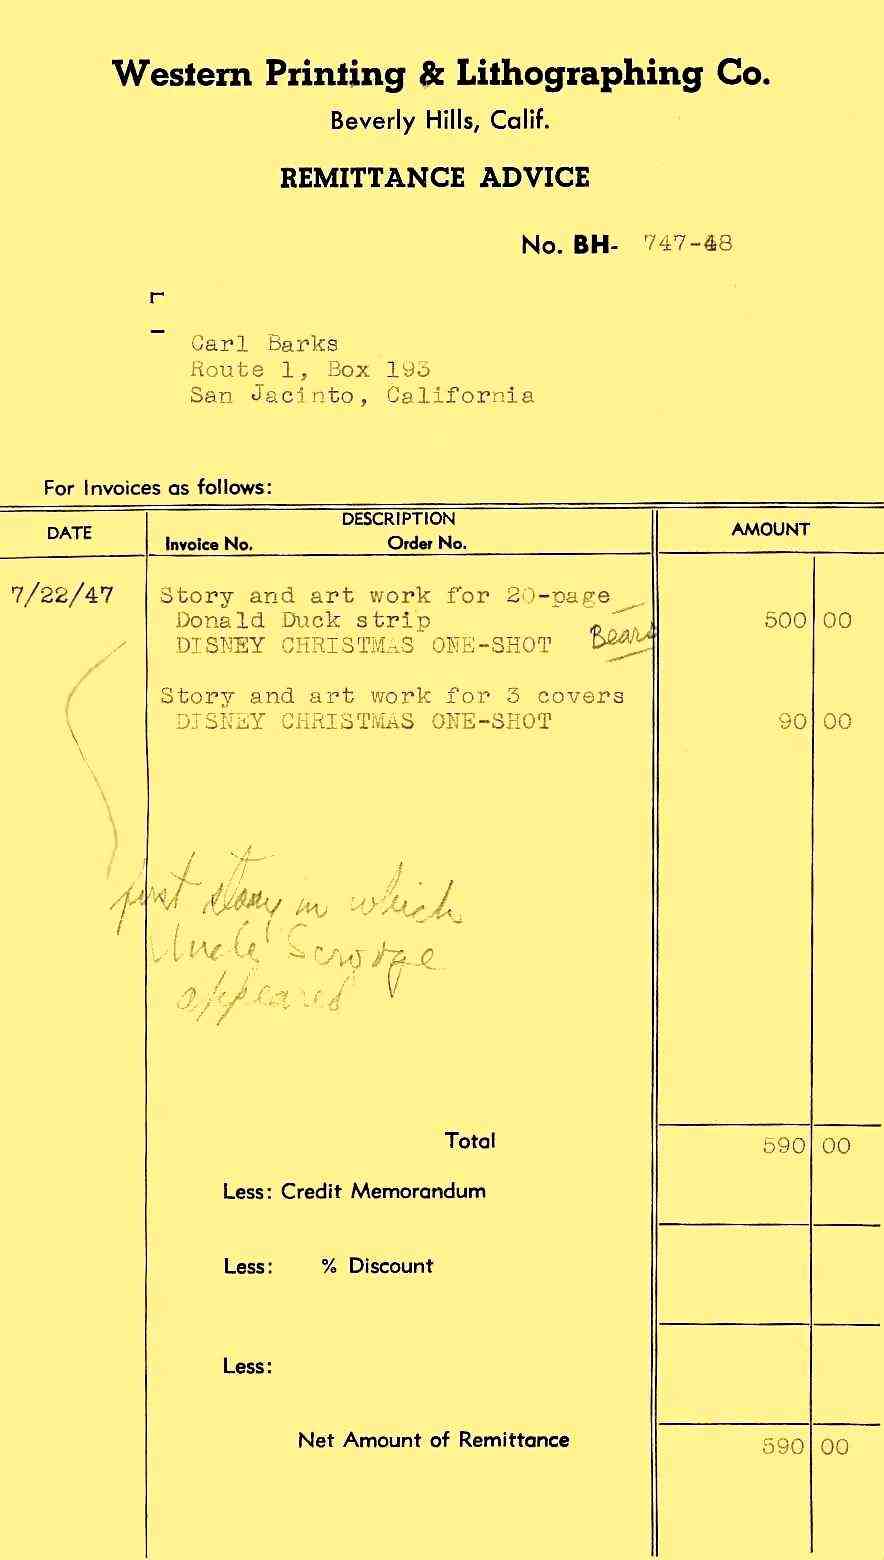 Western Printing & Lithographing Co.
Beverly Hills, Calif.
REMITTANCE ADVICE
No. BH- 747-48
Carl Barks
Route 1, Box 193
San Jacinto, California
For Invoices as follows:
DATE DESCRIPTION AMOUNT
Invoice No. Order No.
7/22/47 Story and art work for 20-page
Donald Duck strip 500 00
DISNEY CHRISTMAS ONE-SHOT Bears
Story and art work for 3 covers
DISNEY CHRISTMAS ONE-SHOT 90 00
first story in which
Uncle Scrooge
appeared
Total 590 00
Less: Credit Memorandum
Less: % Discount
Less:
Net Amount of Remittance 590 00